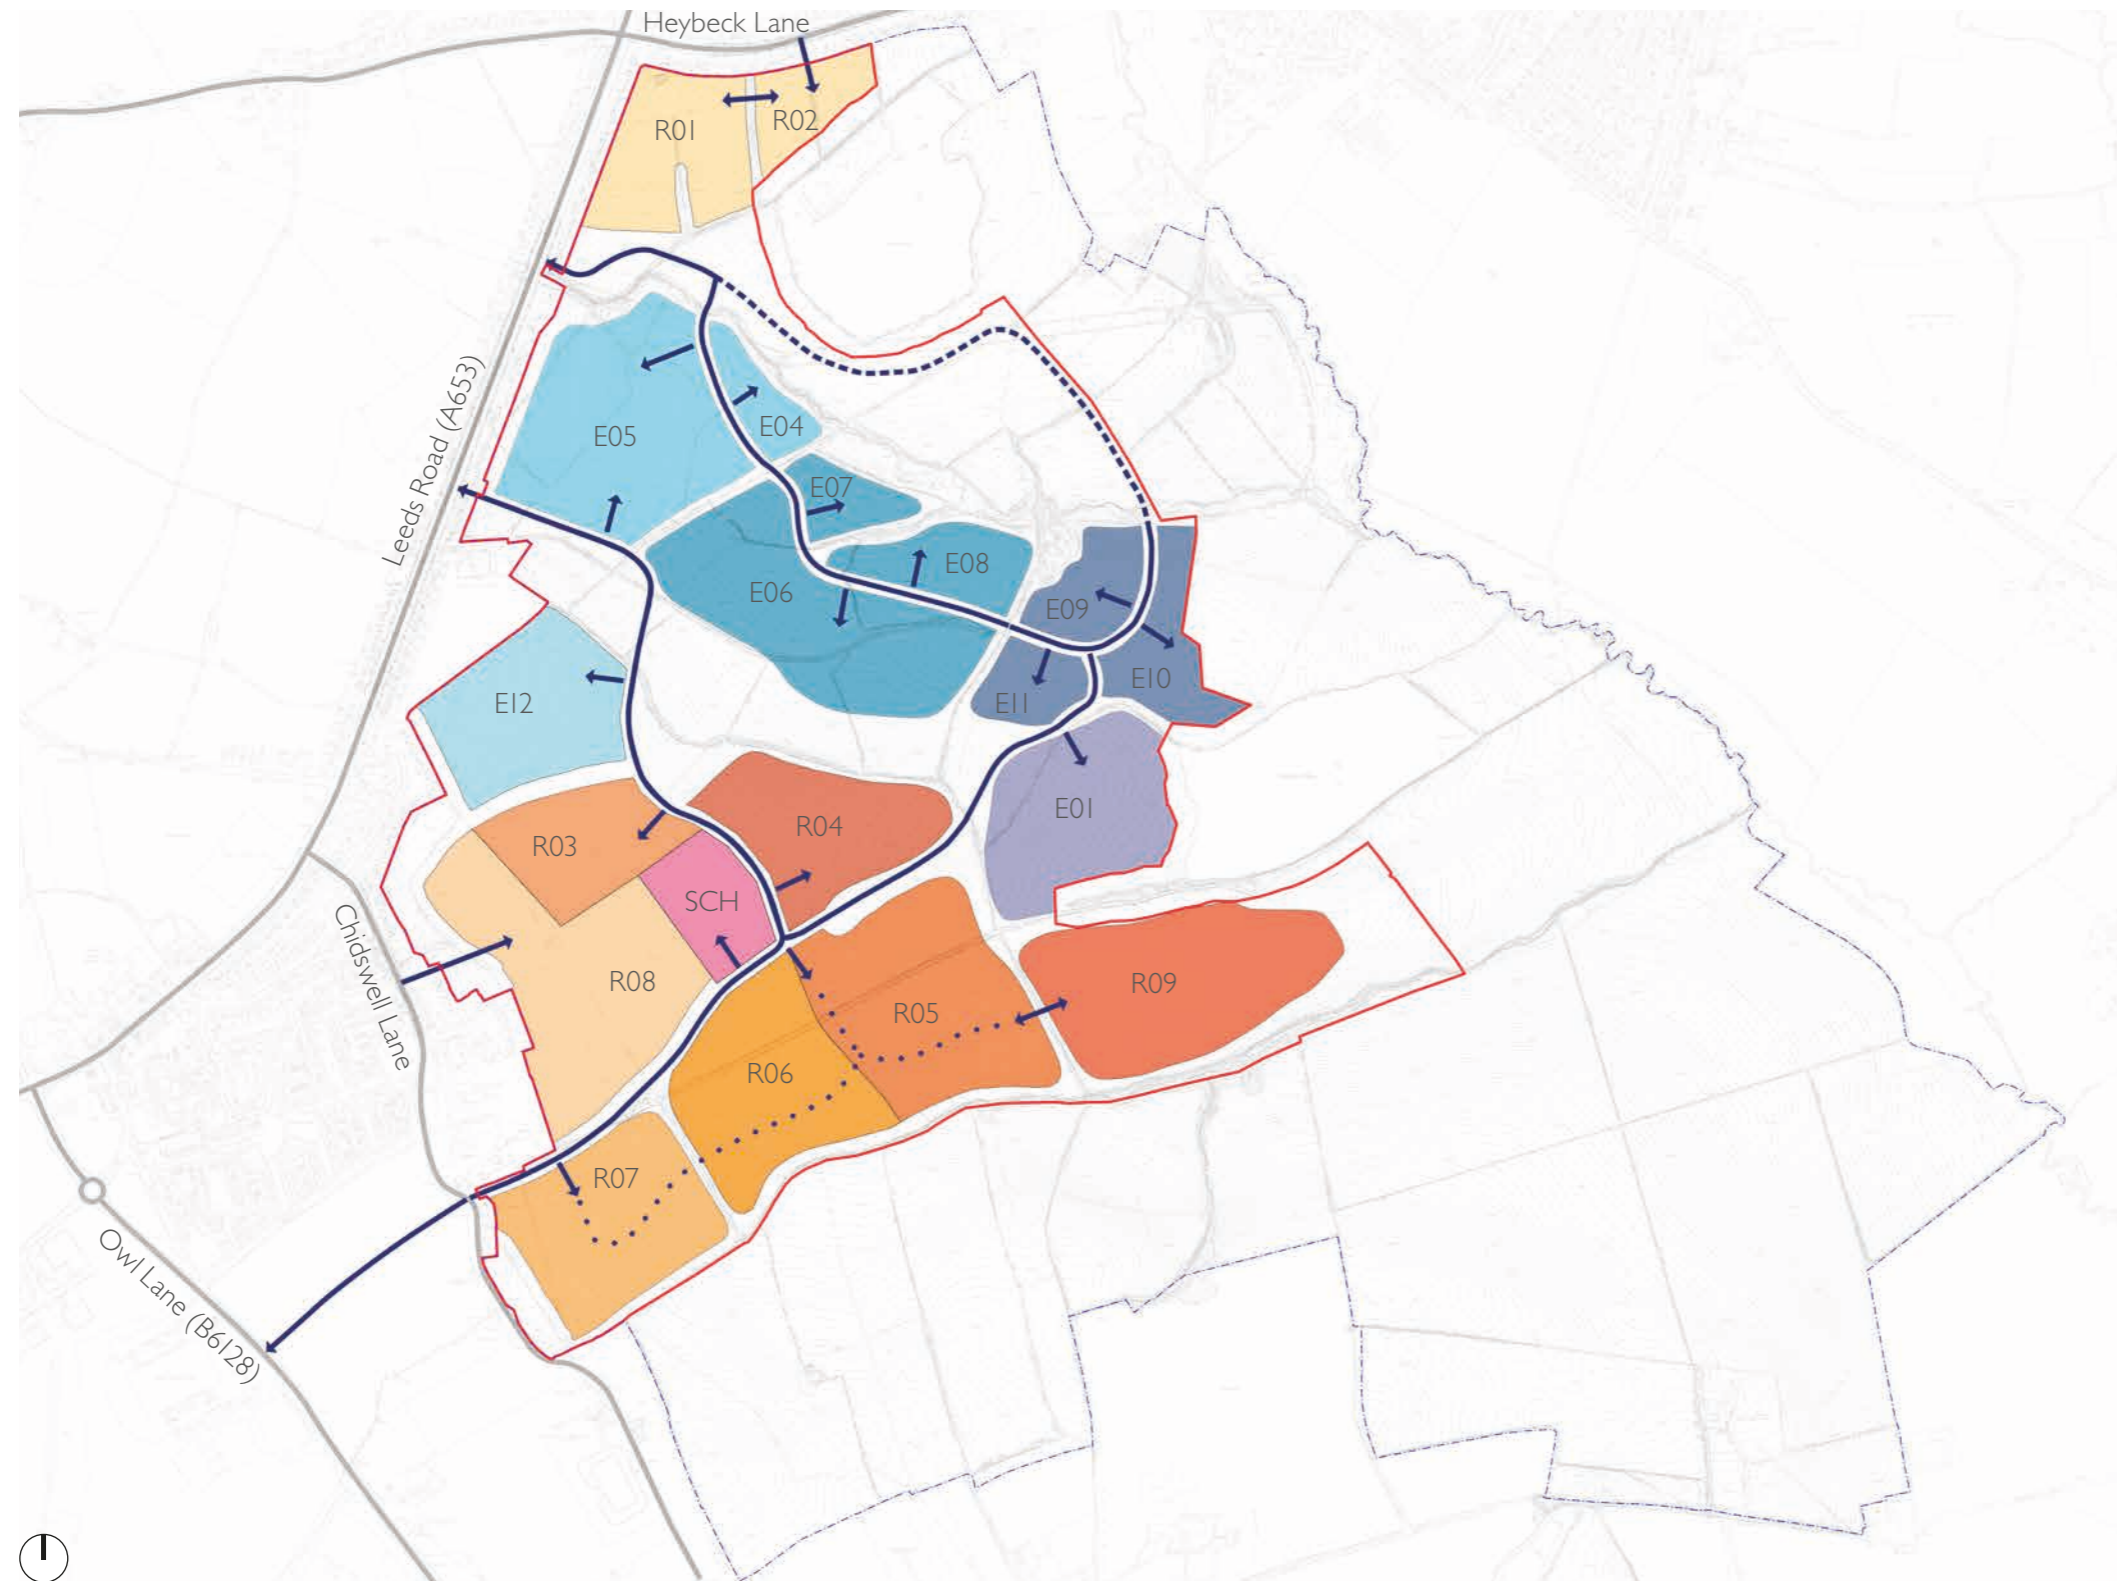 Heybeck Lane
R01
R02
Leeds Road (A653)
E05
E04
E07
E08
E06
E09
E10
E11
E12
E01
R03
R04
SCH
R08
R05
R09
R06
R07
Chidswell Lane
Owl Lane (B6128)